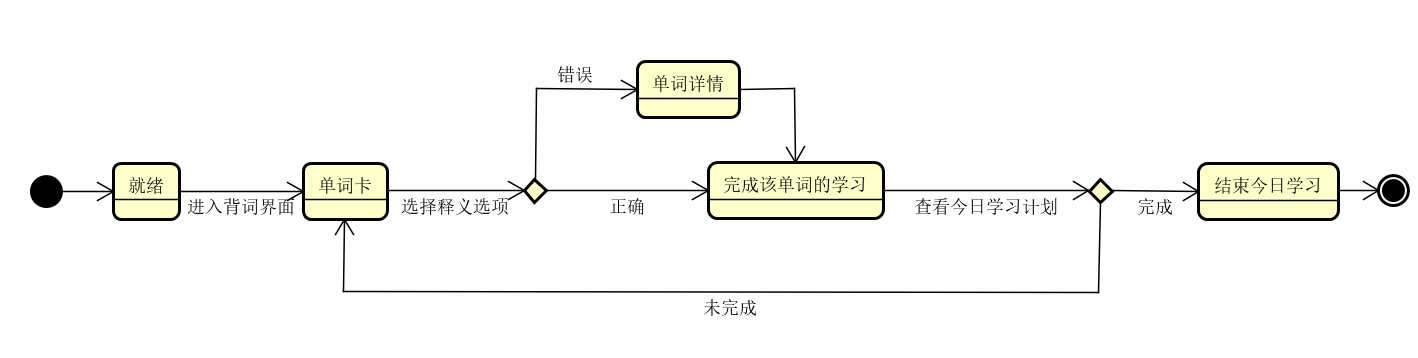 错误
单词详情
就绪
进入背词界面
单词卡
选择释义选项
正确
完成该单词的学习
查看今日学习计划
完成
结束今日学习
未完成